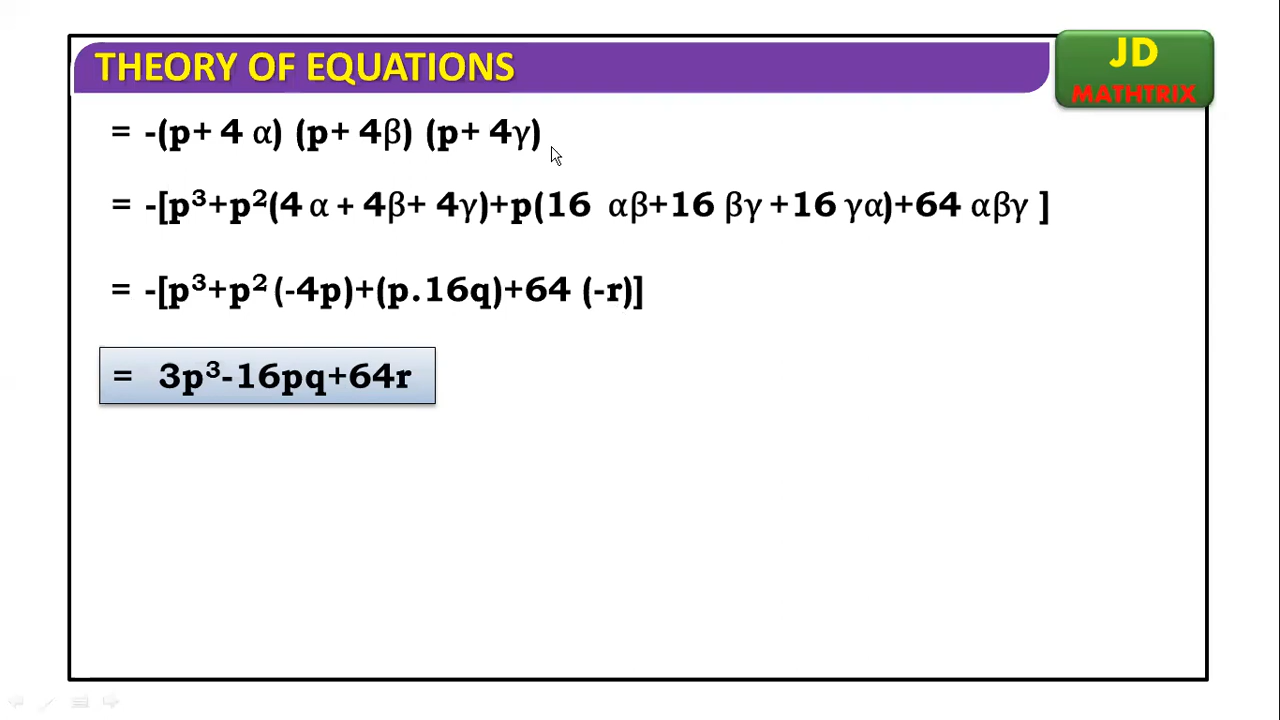 THEORY OF EQUATIONS
JD
MATHTRIX
= -(p+ 4 α) (p+ 4β) (p+ 4γ)
= -[p³+p²(4 α + 4β+ 4γ)+p(16 αβ+16 βγ +16 γα)+64 αβγ ]
= -[p³+p² (-4p)+(p.16q)+64 (-r)]
= 3p³-16pq+64r